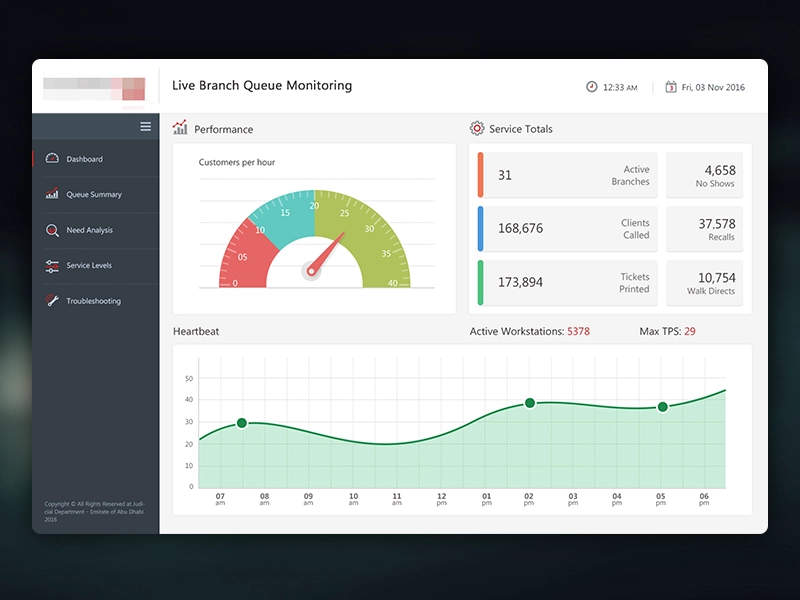 Live Branch Queue Monitoring
12:33 AM
3
Fri, 03 Nov 2016
Dashboard
Queue Summary
Need Analysis
Service Levels
Troubleshooting
Copyright © All Rights Reserved at Judi-
cial Department - Emirate of Abu Dhabi
2016
Performance
Customers per hour
0
05
10
15
20
25
30
35
40
Service Totals
31
Active
Branches
4,658
No Shows
168,676
Clients
Called
37,578
Recalls
173,894
Tickets
Printed
10,754
Walk Directs
Heartbeat
Active Workstations: 5378
Max TPS: 29
50
40
30
20
10
0
07 08 09 10 11 12 01 02 03 04 05 06
am am am am am pm pm pm pm pm pm pm